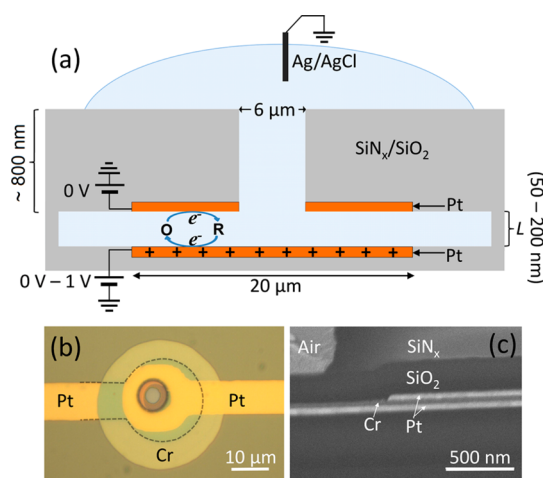 (a)
Ag/AgCl
6 μm
~ 800 nm
SiNx/SiO2
0 V
Pt
e-
O R
e-
L
(50 – 200 nm)
+ + + + + + + + + +
Pt
0 V – 1 V
20 μm
(b)
Pt
Pt
Cr
10 μm
Air
SiNx
(c)
SiO2
Cr
Pt
500 nm